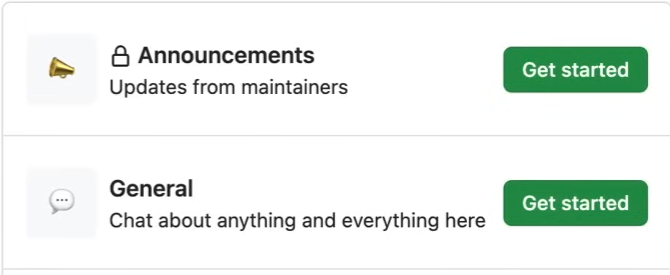 Announcements
Updates from maintainers
Get started
General
Chat about anything and everything here
Get started